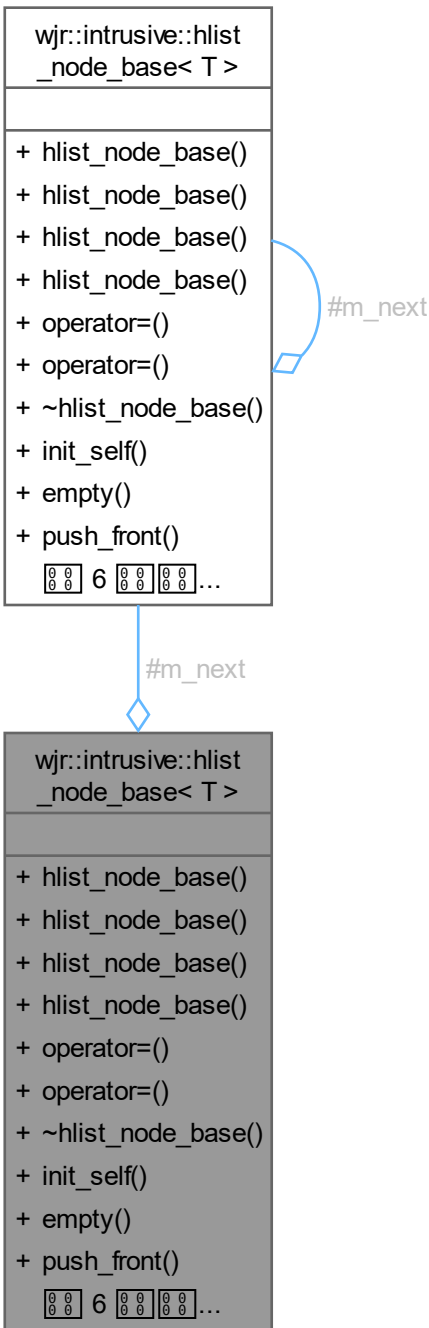 wjr::intrusive::hlist
_node_base< T >
+ hlist_node_base()
+ hlist_node_base()
+ hlist_node_base()
+ hlist_node_base()
+ operator=()
+ operator=()
+ ~hlist_node_base()
+ init_self()
+ empty()
+ push_front()
6 ...
#m_next
#m_next
wjr::intrusive::hlist
_node_base< T >
+ hlist_node_base()
+ hlist_node_base()
+ hlist_node_base()
+ hlist_node_base()
+ operator=()
+ operator=()
+ ~hlist_node_base()
+ init_self()
+ empty()
+ push_front()
6 ...